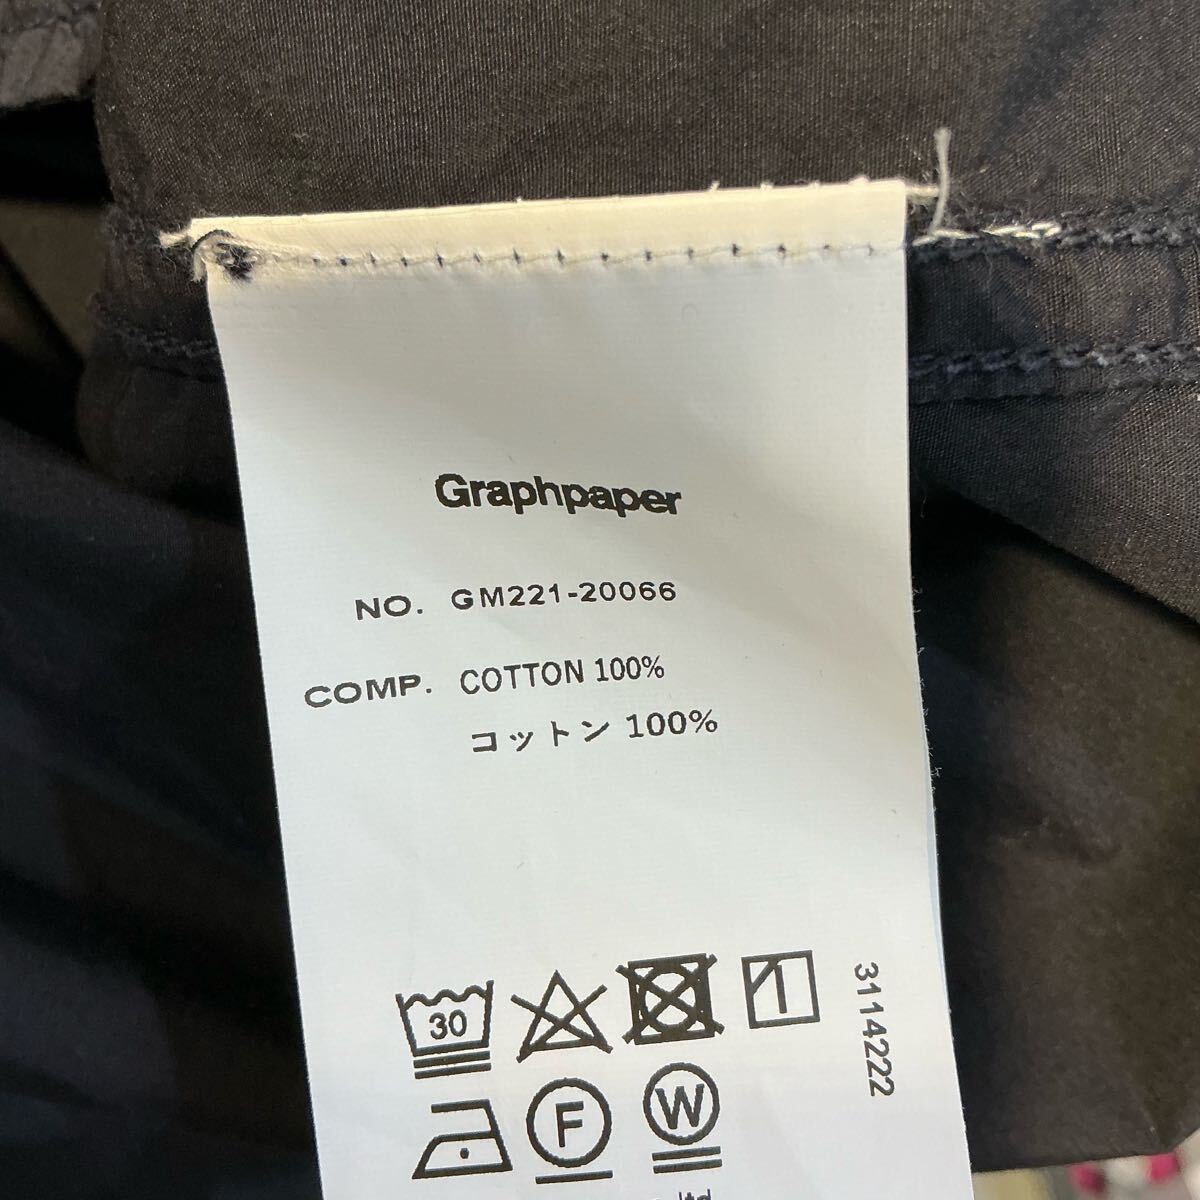 Graphpaper
NO. GM221-20066
COMP. COTTON 100%
コットン 100%
30
F
W
3114222